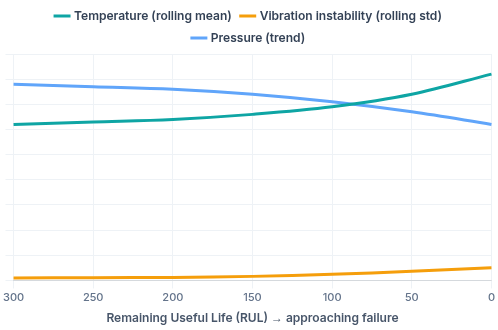 Temperature (rolling mean) Vibration instability (rolling std)
Pressure (trend)
300 250 200 150 100 50 0
Remaining Useful Life (RUL) → approaching failure